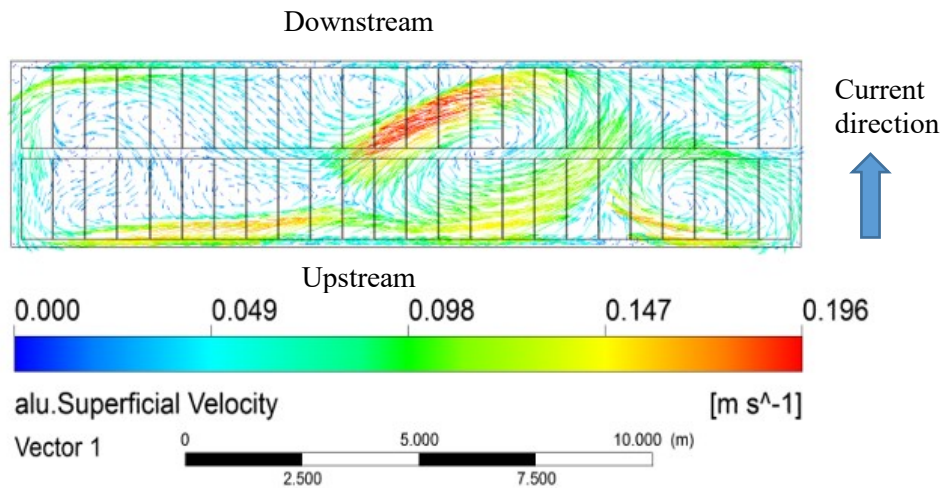 Downstream
Current
direction
Upstream
0.000 0.049 0.098 0.147 0.196
alu.Superficial Velocity [m s^-1]
Vector 1
0 5.000 10.000 (m)
2.500 7.500